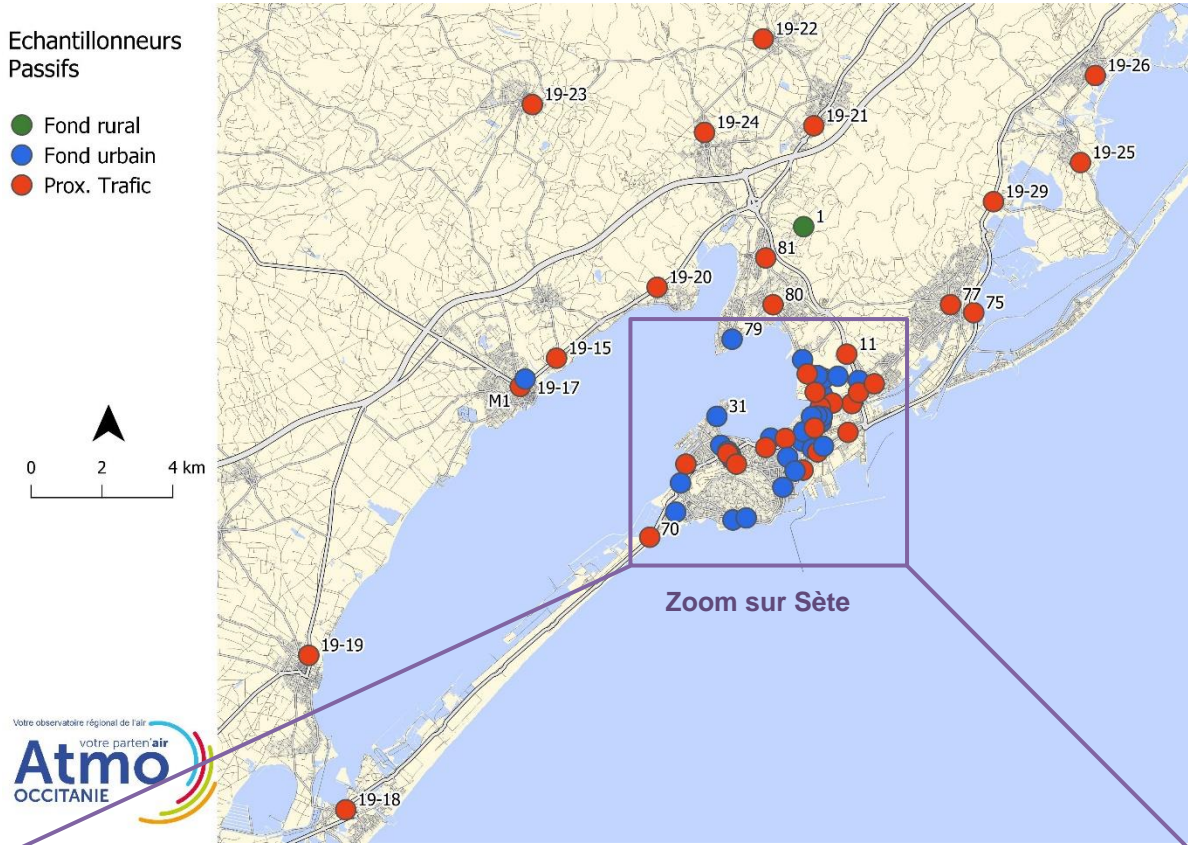 Echantillonneurs
Passifs
Fond rural
Fond urbain
Prox. Trafic
0 2 4 km
19-22
19-26
19-23
19-21
19-24
19-25
19-29
1
81
19-20
80
77
75
79
11
19-15
19-17
M1
31
70
Zoom sur Sète
19-19
19-18
Votre observatoire régional de l'air
votre parten'air
Atmo
OCCITANIE